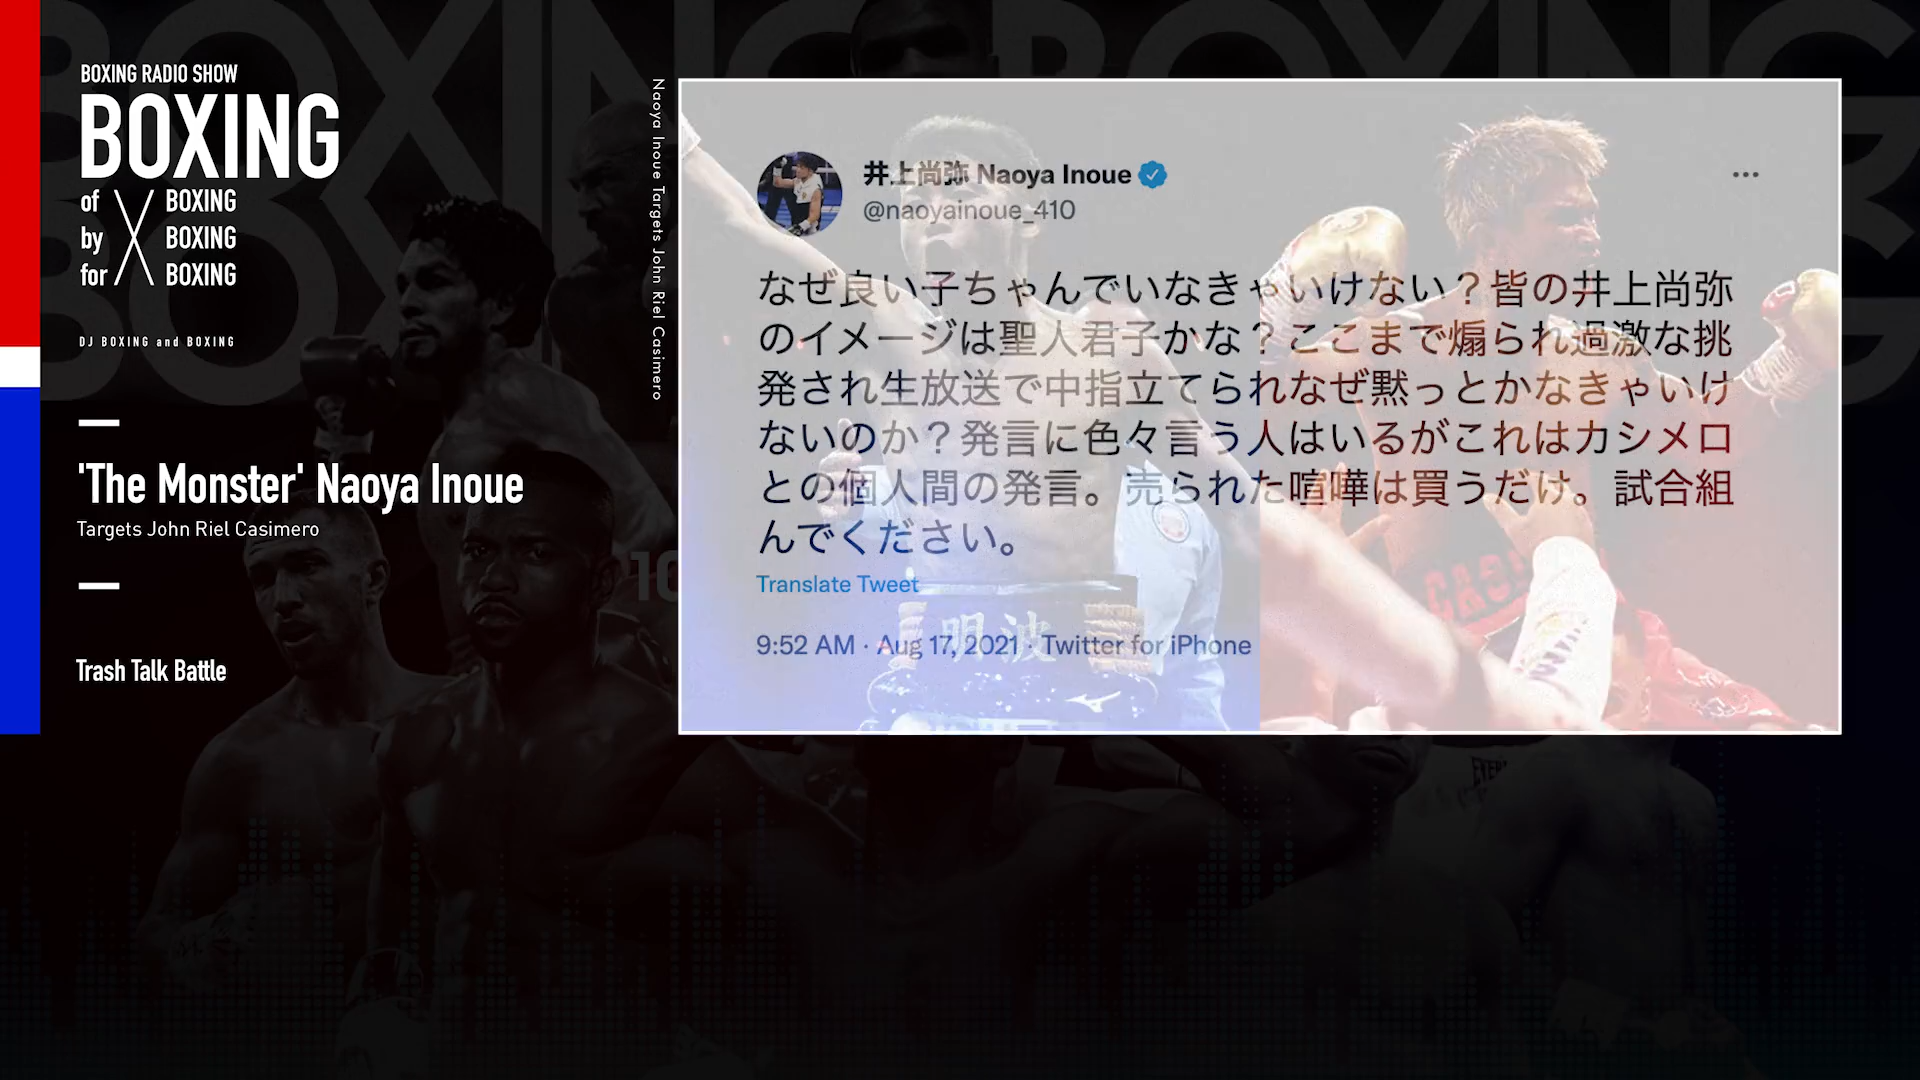 BOXING RADIO SHOW
BOXING
of BOXING
by BOXING
for BOXING
DJ BOXING and BOXING
'The Monster' Naoya Inoue
Targets John Riel Casimero
Trash Talk Battle
Naoya Inoue Targets John Riel Casimero
井上尚弥 Naoya Inoue
@naoyainoue_410
なぜ良い子ちゃんでいなきゃいけない？皆の井上尚弥
のイメージは聖人君子かな？ここまで煽られ過激な挑
発され生放送で中指立てられなぜ黙っとかなきゃいけ
ないのか？発言に色々言う人はいるがこれはカシメロ
との個人間の発言。売られた喧嘩は買うだけ。試合組
んでください。
Translate Tweet
9:52 AM · Aug 17, 2021 · Twitter for iPhone
明波